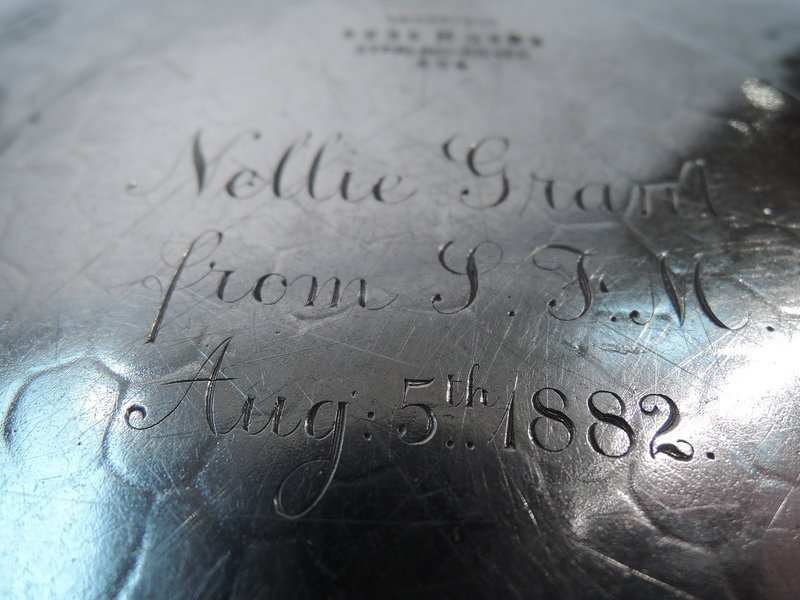 Nellie Grant
from S. F. M.
Aug: 5th.. 1882.